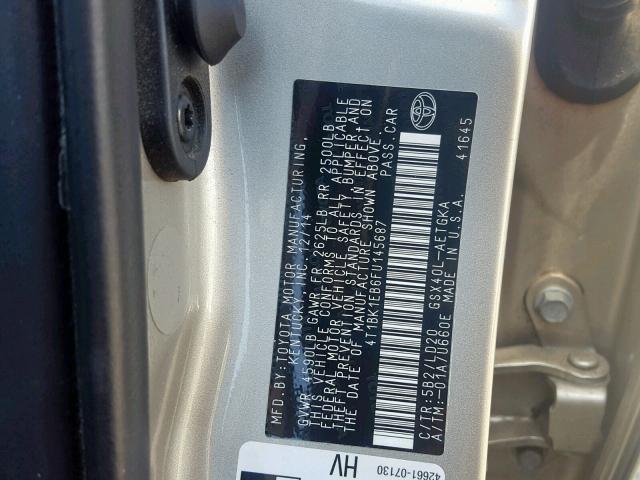 MFD. BY: TOYOTA MOTOR MANUFACTURING,
KENTUCKY, INC. 12/14
GVWR 4590LB GAWR FR 2625LB RR 2500LB
THIS VEHICLE CONFORMS TO ALL APPLICABLE
FEDERAL MOTOR VEHICLE SAFETY, BUMPER AND
THEFT PREVENTION STANDARDS IN EFFECT ON
THE DATE OF MANUFACTURE SHOWN ABOVE.
4T1BK1EB6FU145687 PASS. CAR
C/TR:5B2/LD20 GSX40L-AETGKA
A/TM:-01A/U660E MADE IN U.S.A.
41645
HV
42661-07130